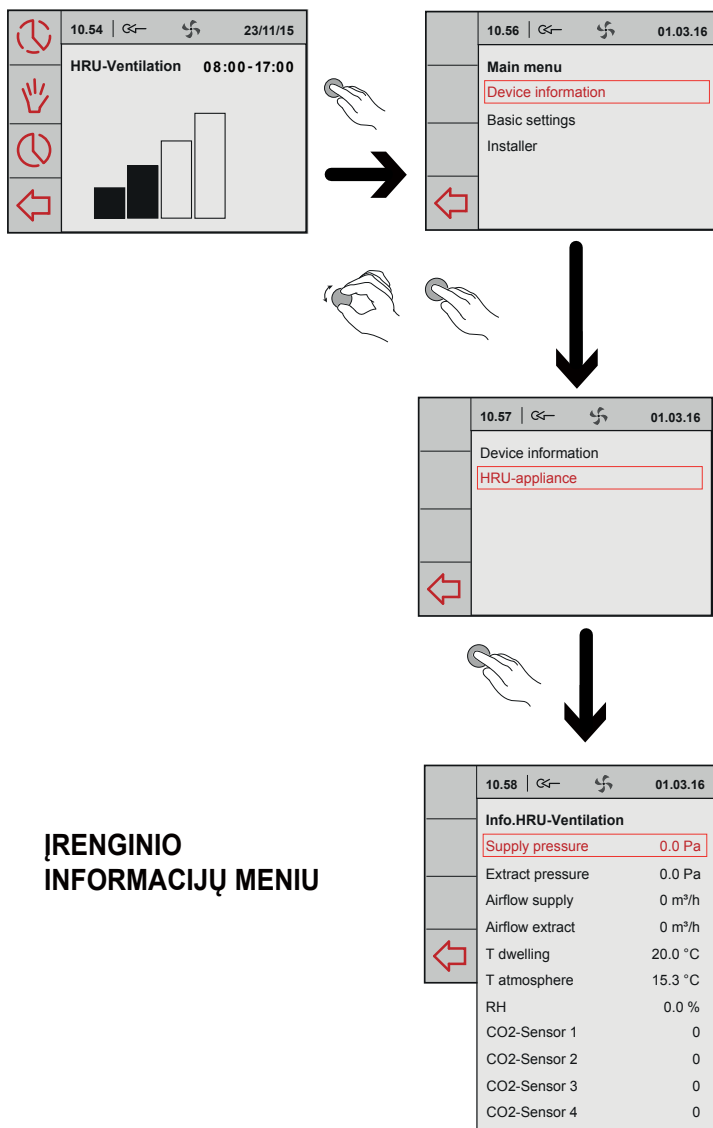 10.54 23/11/15
HRU-Ventilation 08:00-17:00
10.56 01.03.16
Main menu
Device information
Basic settings
Installer
10.57 01.03.16
Device information
HRU-appliance
ĮRENGINIO
INFORMACIJŲ MENIU
10.58 01.03.16
Info.HRU-Ventilation
Supply pressure 0.0 Pa
Extract pressure 0.0 Pa
Airflow supply 0 m³/h
Airflow extract 0 m³/h
T dwelling 20.0 °C
T atmosphere 15.3 °C
RH 0.0 %
CO2-Sensor 1 0
CO2-Sensor 2 0
CO2-Sensor 3 0
CO2-Sensor 4 0